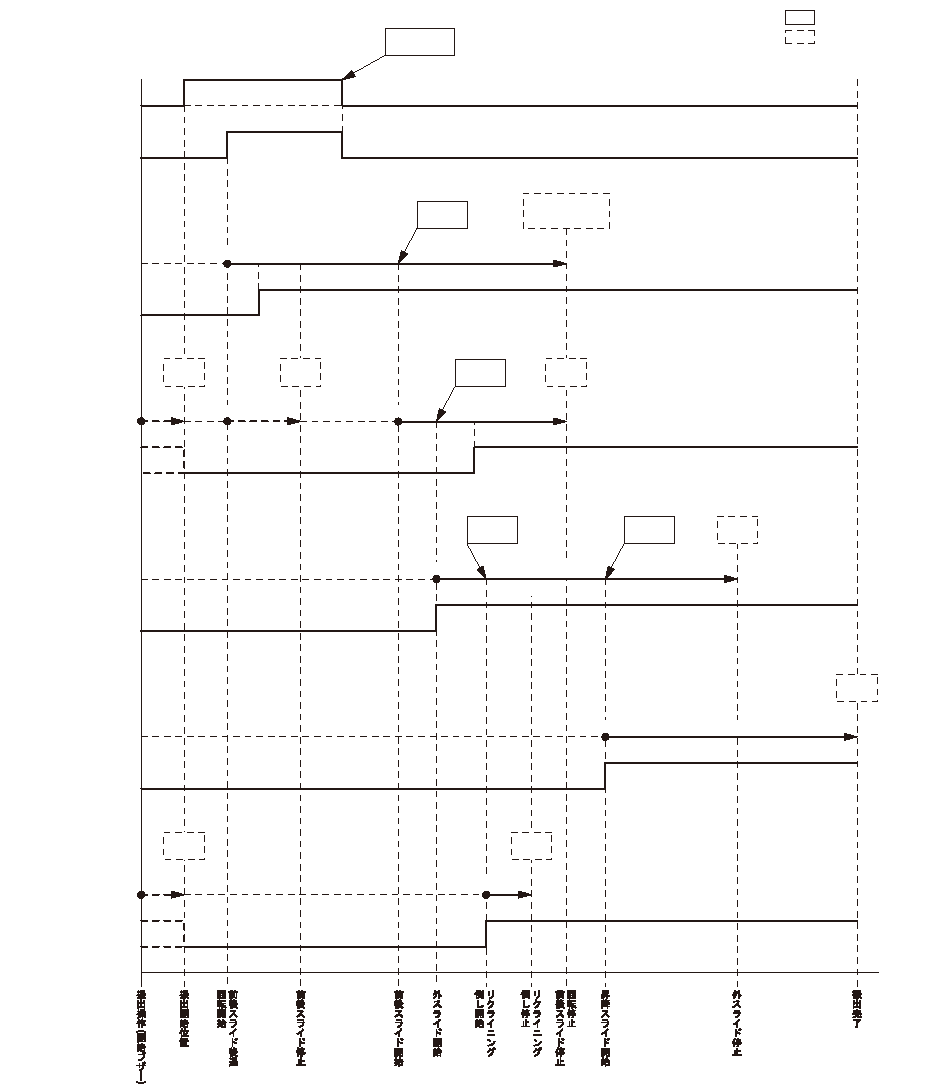 張出操作(開始ブザー)
張出開始位置
前後スライド後退
回転開始
前後スライド停止
前後スライド開始
外スライド開始
リクライニング
倒し開始
リクライニング
倒し停止
回転停止
前後スライド停止
昇降スライド開始
外スライド停止
張出完了